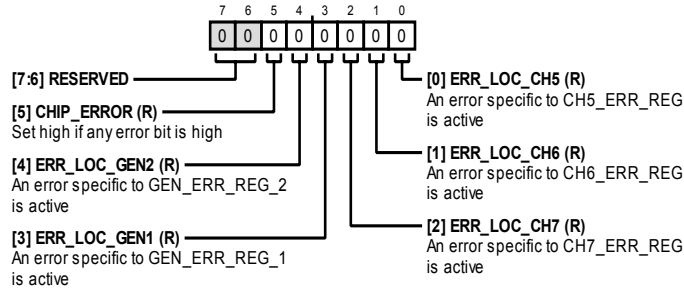 7 6 5 4 3 2 1 0
0 0 0 0 0 0 0 0
[7:6] RESERVED
[5] CHIP_ERROR (R)
Set high if any error bit is high
[4] ERR_LOC_GEN2 (R)
An error specific to GEN_ERR_REG_2
is active
[3] ERR_LOC_GEN1 (R)
An error specific to GEN_ERR_REG_1
is active
[0] ERR_LOC_CH5 (R)
An error specific to CH5_ERR_REG
is active
[1] ERR_LOC_CH6 (R)
An error specific to CH6_ERR_REG
is active
[2] ERR_LOC_CH7 (R)
An error specific to CH7_ERR_REG
is active